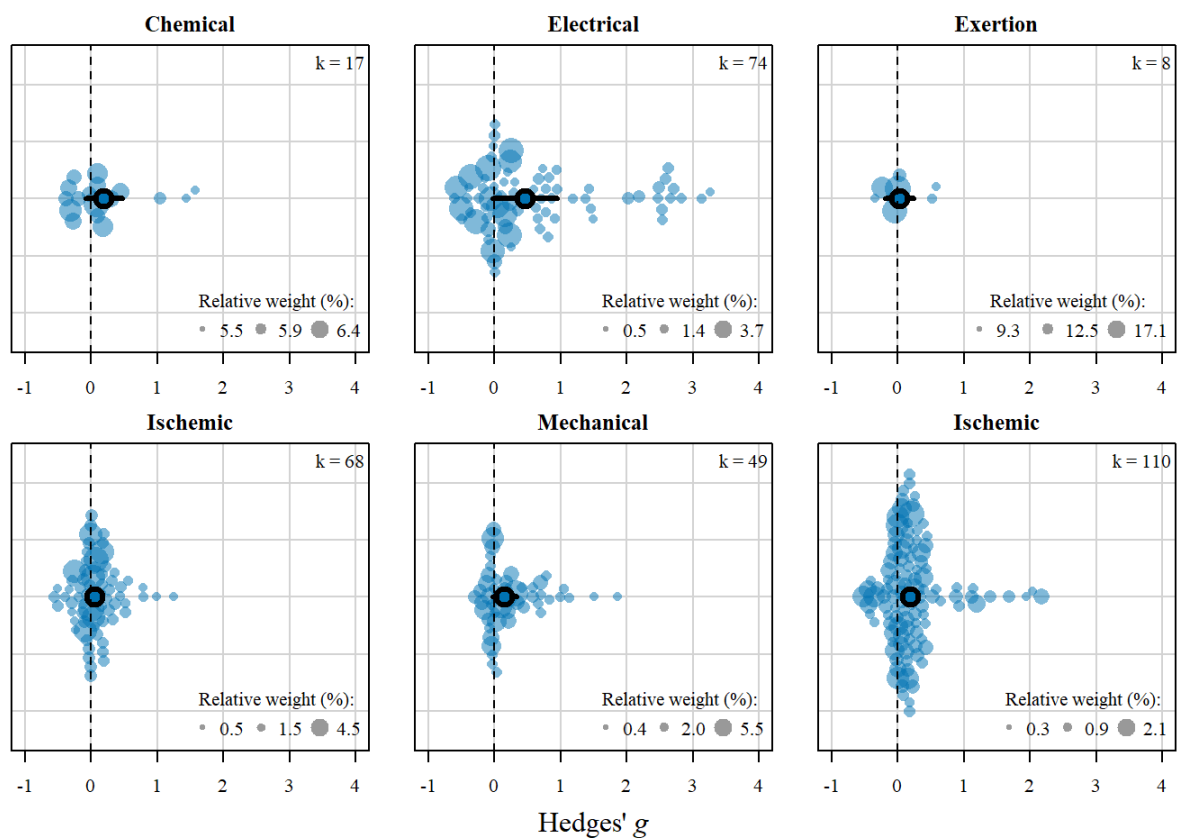 Chemical
k = 17
Relative weight (%):
5.5 5.9 6.4
-1 0 1 2 3 4
Electrical
k = 74
Relative weight (%):
0.5 1.4 3.7
-1 0 1 2 3 4
Exertion
k = 8
Relative weight (%):
9.3 12.5 17.1
-1 0 1 2 3 4
Ischemic
k = 68
Relative weight (%):
0.5 1.5 4.5
-1 0 1 2 3 4
Mechanical
k = 49
Relative weight (%):
0.4 2.0 5.5
-1 0 1 2 3 4
Ischemic
k = 110
Relative weight (%):
0.3 0.9 2.1
-1 0 1 2 3 4
Hedges' g